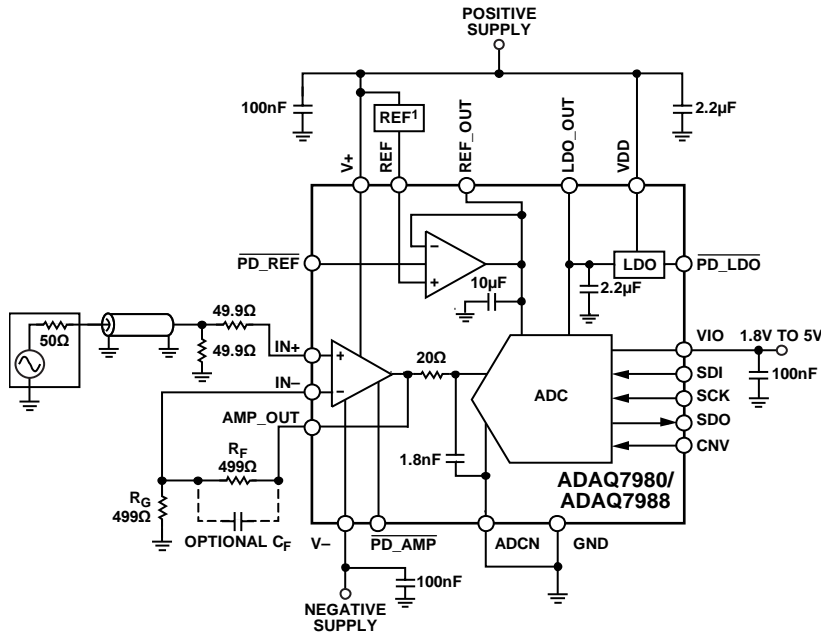 POSITIVE
SUPPLY
100nF
REF1
2.2µF
V+
REF
REF_OUT
LDO_OUT
VDD
PD_REF
LDO
PD_LDO
10µF
2.2µF
49.9Ω
50Ω
49.9Ω
IN+
20Ω
VIO
1.8V TO 5V
IN–
ADC
SDI
100nF
SCK
AMP_OUT
SDO
RF
499Ω
1.8nF
CNV
RG
499Ω
ADAQ7980/
ADAQ7988
OPTIONAL CF
V–
PD_AMP
ADCN
GND
100nF
NEGATIVE
SUPPLY
+
–
–
+